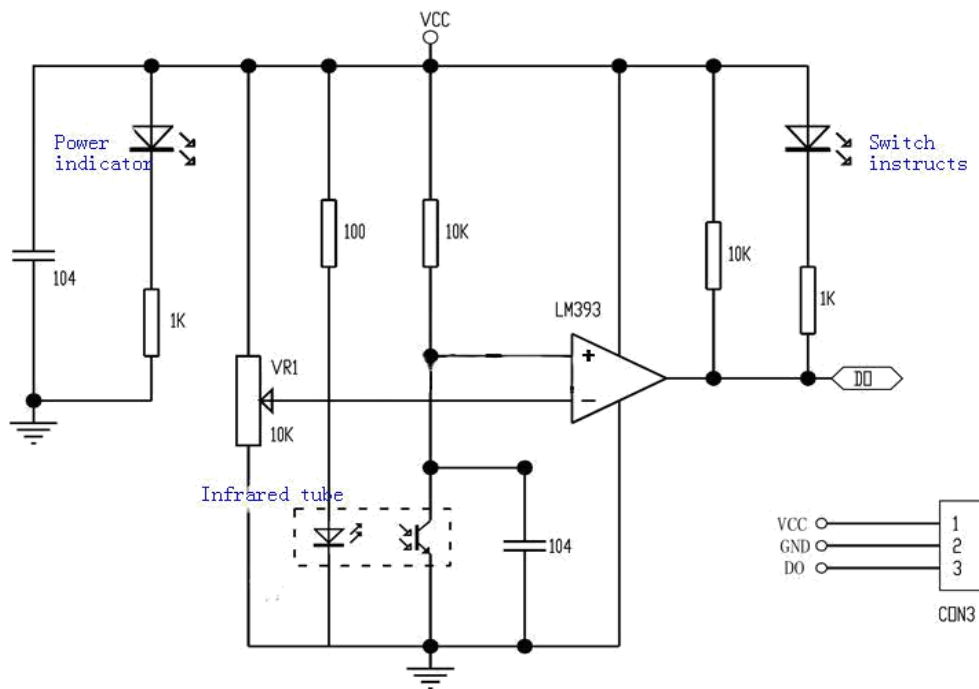 VCC
Power
indicator
Switch
instructs
100
10K
10K
104
1K
1K
LM393
+
VR1
DO
−
10K
Infrared tube
104
VCC
1
GND
2
DO
3
CON3